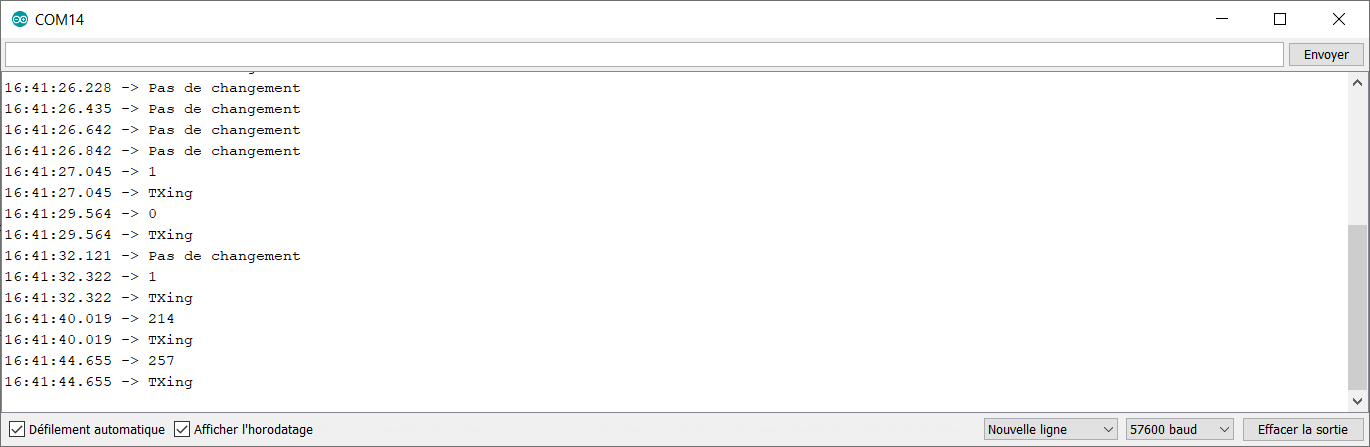 COM14
Envoyer
16:41:26.228 -> Pas de changement
16:41:26.435 -> Pas de changement
16:41:26.642 -> Pas de changement
16:41:26.842 -> Pas de changement
16:41:27.045 -> 1
16:41:27.045 -> TXing
16:41:29.564 -> 0
16:41:29.564 -> TXing
16:41:32.121 -> Pas de changement
16:41:32.322 -> 1
16:41:32.322 -> TXing
16:41:40.019 -> 214
16:41:40.019 -> TXing
16:41:44.655 -> 257
16:41:44.655 -> TXing
Défilement automatique Afficher l'horodatage Nouvelle ligne 57600 baud Effacer la sortie